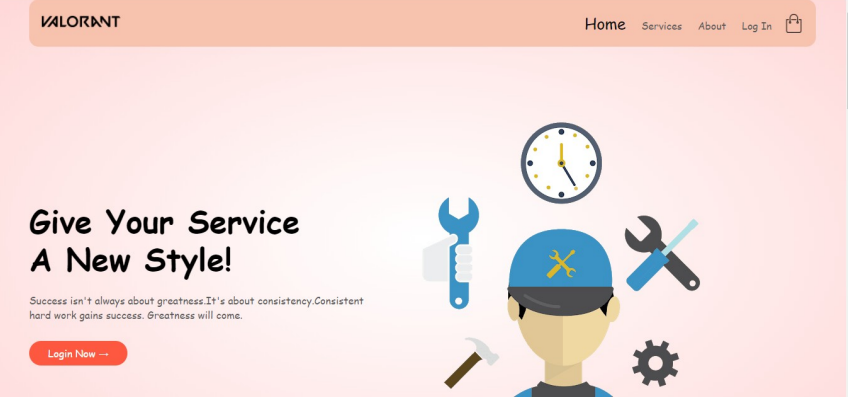 VALORANT
Home Services About Log In
Give Your Service
A New Style!
Success isn't always about greatness.It's about consistency.Consistent
hard work gains success. Greatness will come.
Login Now →